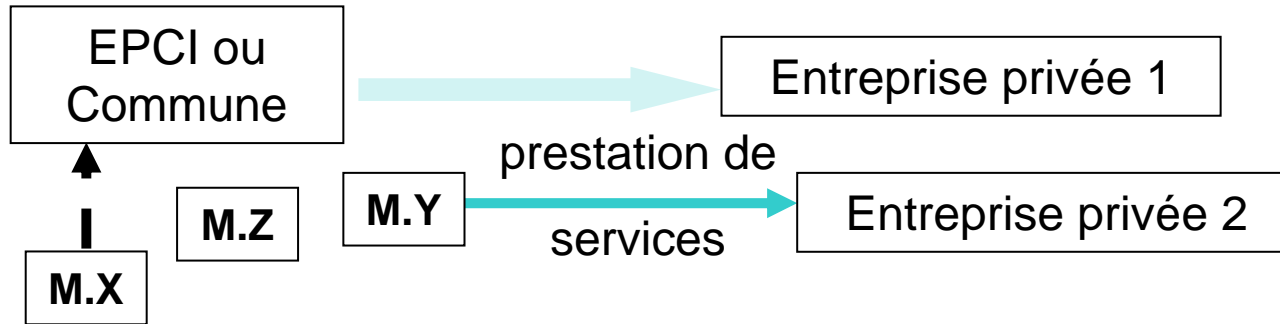 EPCI ou
Commune
Entreprise privée 1
prestation de
M.Z
M.Y
Entreprise privée 2
services
M.X